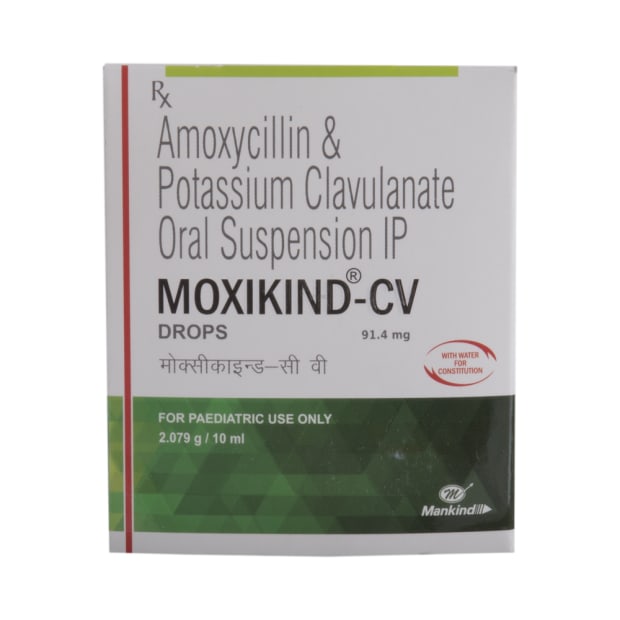 Rx
Amoxycillin &
Potassium Clavulanate
Oral Suspension IP
MOXIKIND®-CV
DROPS 91.4 mg
मोक्सीकाइन्ड–सी वी
WITH WATER
FOR
CONSTITUTION
FOR PAEDIATRIC USE ONLY
2.079 g / 10 ml
m
Mankind